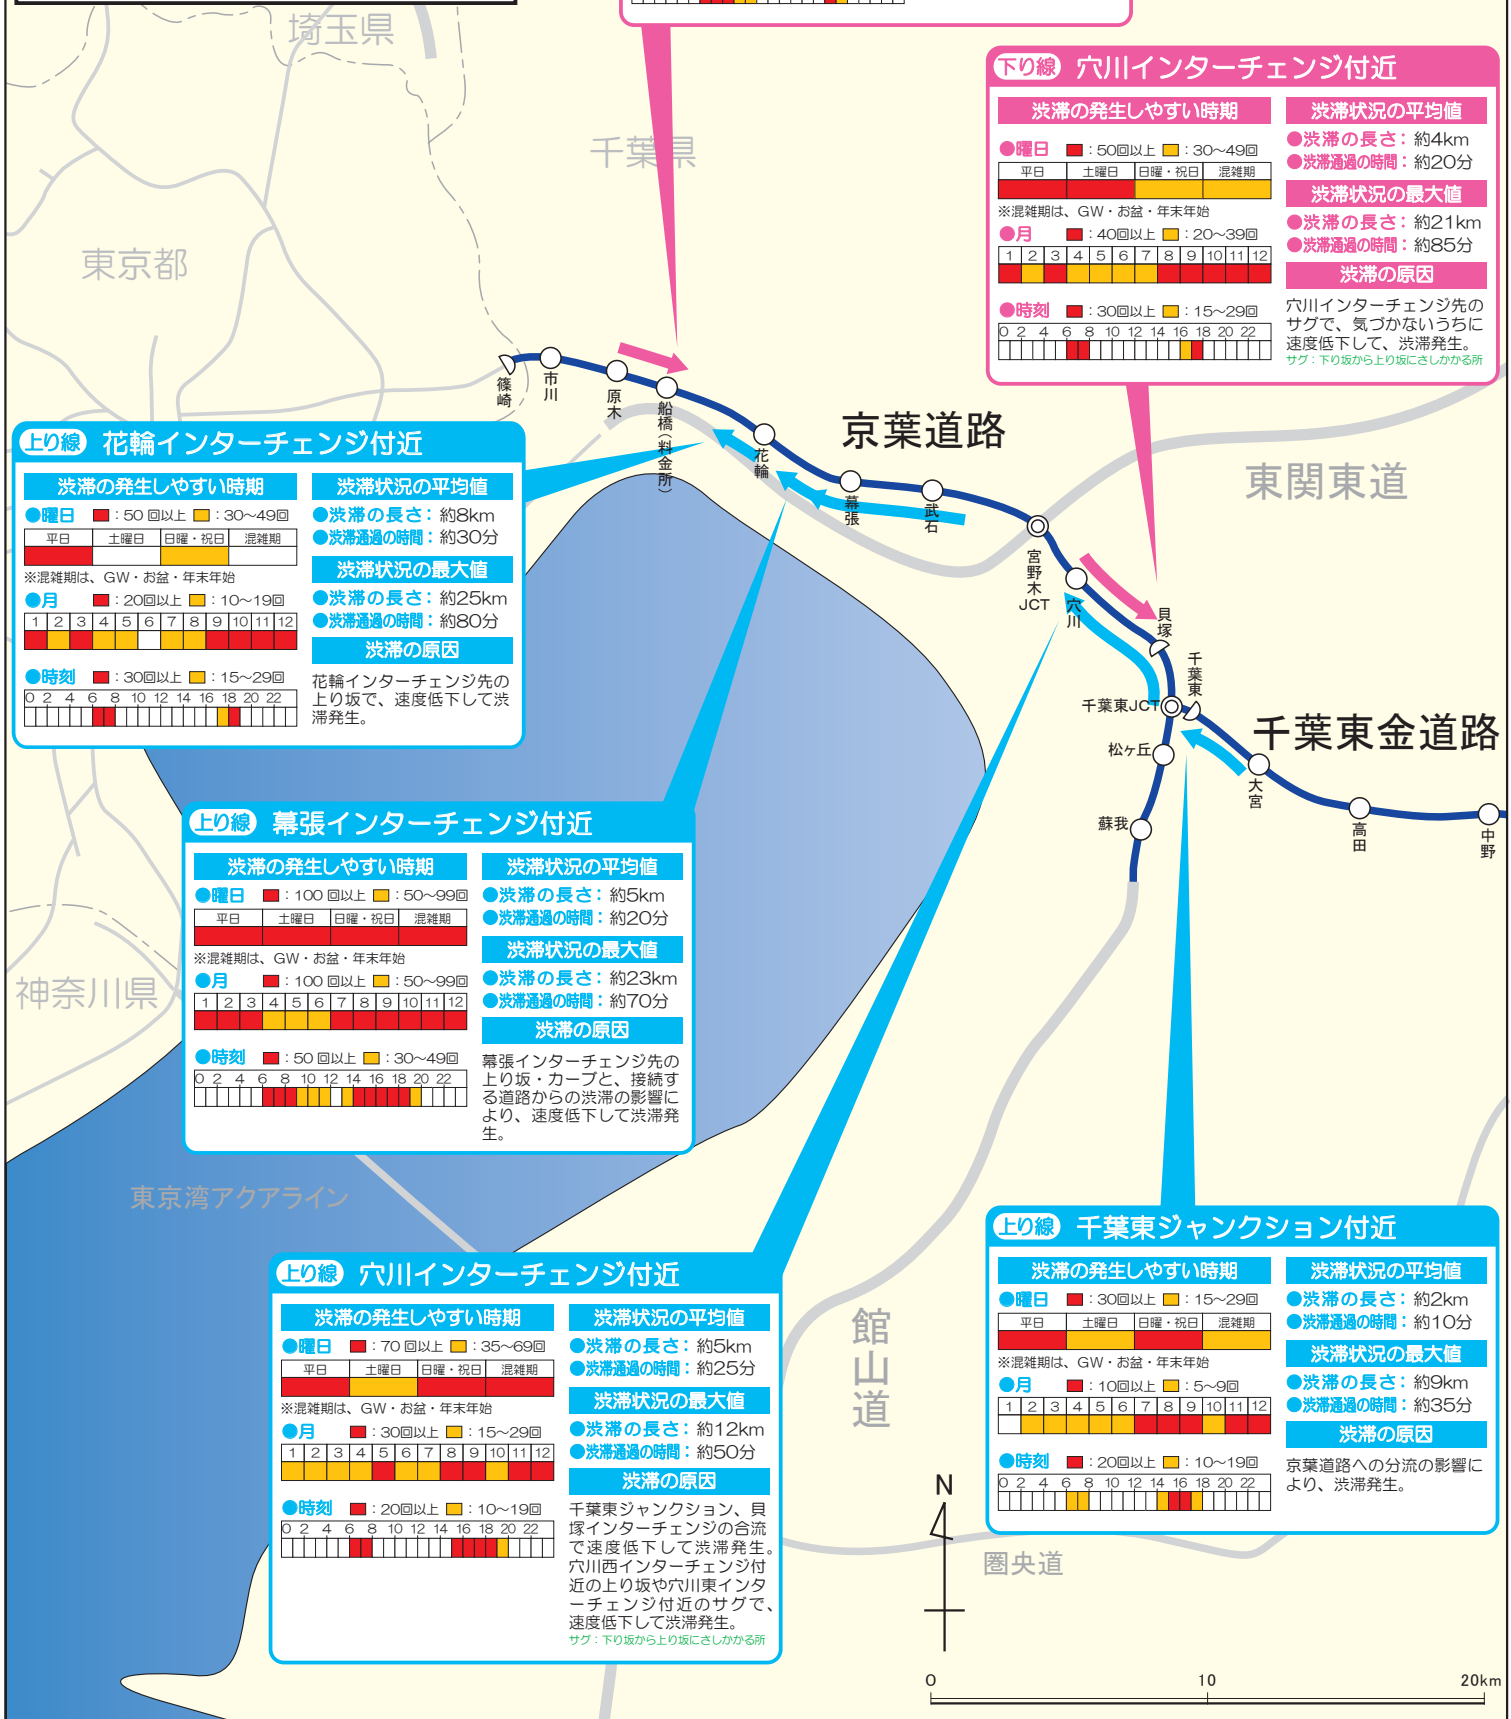 埼玉県
千葉県
東京都
神奈川県
東京湾アクアライン
京葉道路
東関東道
千葉東金道路
館山道
圏央道
篠崎
市川
原木
船橋(料金所)
花輪
幕張
武石
宮野木JCT
穴川
貝塚
千葉東
千葉東JCT
松ヶ丘
蘇我
大宮
高田
中野
下り線 穴川インターチェンジ付近
渋滞の発生しやすい時期
●曜日 :50回以上 :30〜49回
平日 土曜日 日曜・祝日 混雑期
※混雑期は、GW・お盆・年末年始
●月 :40回以上 :20〜39回
1 2 3 4 5 6 7 8 9 10 11 12
●時刻 :30回以上 :15〜29回
0 2 4 6 8 10 12 14 16 18 20 22
渋滞状況の平均値
●渋滞の長さ:約4km
●渋滞通過の時間:約20分
渋滞状況の最大値
●渋滞の長さ:約21km
●渋滞通過の時間:約85分
渋滞の原因
穴川インターチェンジ先の
サグで、気づかないうちに
速度低下して、渋滞発生。
サグ:下り坂から上り坂にさしかかる所
上り線 花輪インターチェンジ付近
渋滞の発生しやすい時期
●曜日 :50 回以上 :30〜49回
平日 土曜日 日曜・祝日 混雑期
※混雑期は、GW・お盆・年末年始
●月 :20回以上 :10〜19回
1 2 3 4 5 6 7 8 9 10 11 12
●時刻 :30回以上 :15〜29回
0 2 4 6 8 10 12 14 16 18 20 22
渋滞状況の平均値
●渋滞の長さ:約8km
●渋滞通過の時間:約30分
渋滞状況の最大値
●渋滞の長さ:約25km
●渋滞通過の時間:約80分
渋滞の原因
花輪インターチェンジ先の
上り坂で、速度低下して渋
滞発生。
上り線 幕張インターチェンジ付近
渋滞の発生しやすい時期
●曜日 :100 回以上 :50〜99回
平日 土曜日 日曜・祝日 混雑期
※混雑期は、GW・お盆・年末年始
●月 :100 回以上 :50〜99回
1 2 3 4 5 6 7 8 9 10 11 12
●時刻 :50 回以上 :30〜49回
0 2 4 6 8 10 12 14 16 18 20 22
渋滞状況の平均値
●渋滞の長さ:約5km
●渋滞通過の時間:約20分
渋滞状況の最大値
●渋滞の長さ:約23km
●渋滞通過の時間:約70分
渋滞の原因
幕張インターチェンジ先の
上り坂・カーブと、接続す
る道路からの渋滞の影響に
より、速度低下して渋滞発
生。
上り線 穴川インターチェンジ付近
渋滞の発生しやすい時期
●曜日 :70 回以上 :35〜69回
平日 土曜日 日曜・祝日 混雑期
※混雑期は、GW・お盆・年末年始
●月 :30回以上 :15〜29回
1 2 3 4 5 6 7 8 9 10 11 12
●時刻 :20回以上 :10〜19回
0 2 4 6 8 10 12 14 16 18 20 22
渋滞状況の平均値
●渋滞の長さ:約5km
●渋滞通過の時間:約25分
渋滞状況の最大値
●渋滞の長さ:約12km
●渋滞通過の時間:約50分
渋滞の原因
千葉東ジャンクション、貝
塚インターチェンジの合流
で速度低下して渋滞発生。
穴川西インターチェンジ付
近の上り坂や穴川東インタ
ーチェンジ付近のサグで、
速度低下して渋滞発生。
サグ:下り坂から上り坂にさしかかる所
上り線 千葉東ジャンクション付近
渋滞の発生しやすい時期
●曜日 :30回以上 :15〜29回
平日 土曜日 日曜・祝日 混雑期
※混雑期は、GW・お盆・年末年始
●月 :10回以上 :5〜9回
1 2 3 4 5 6 7 8 9 10 11 12
●時刻 :20回以上 :10〜19回
0 2 4 6 8 10 12 14 16 18 20 22
渋滞状況の平均値
●渋滞の長さ:約2km
●渋滞通過の時間:約10分
渋滞状況の最大値
●渋滞の長さ:約9km
●渋滞通過の時間:約35分
渋滞の原因
京葉道路への分流の影響に
より、渋滞発生。
N
0 10 20km